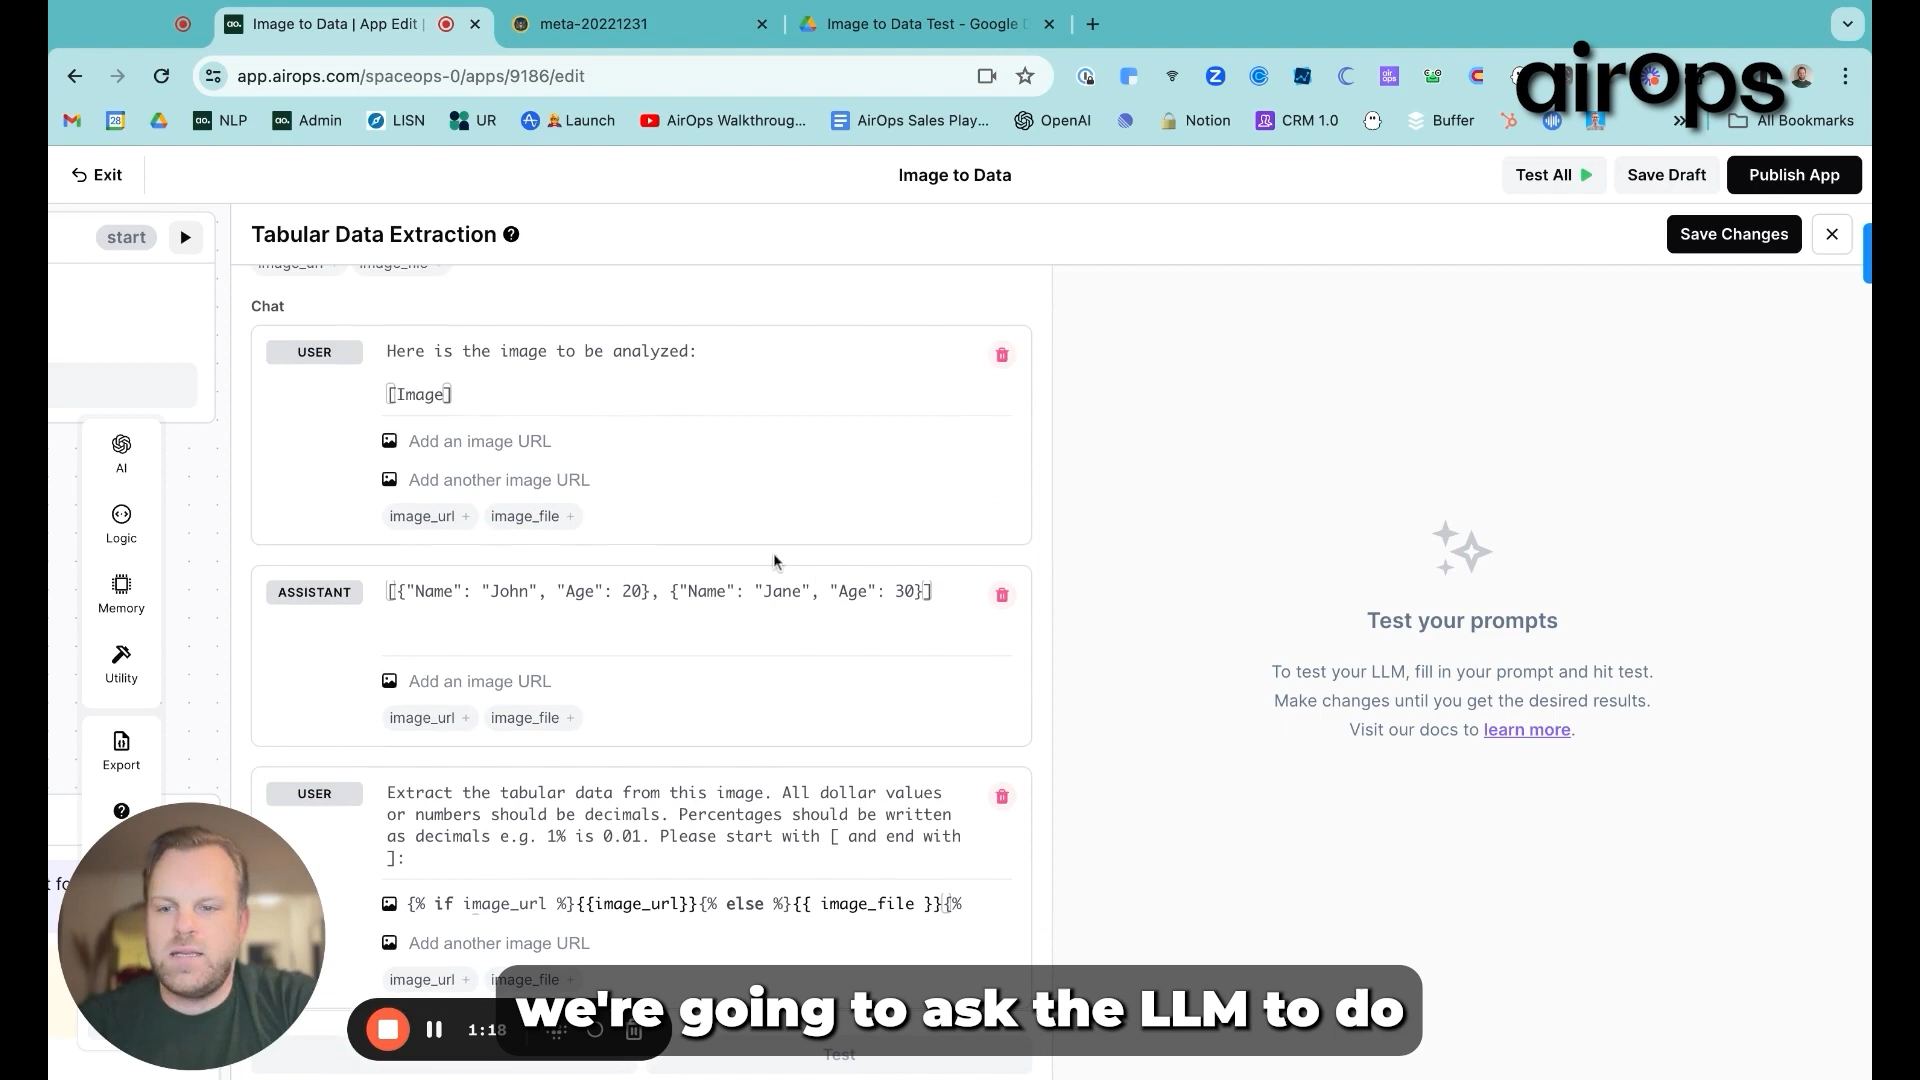 Image to Data | App Edit |
meta-20221231
Image to Data Test - Google D
app.airops.com/spaceops-0/apps/9186/edit
airOps
NLP
Admin
LISN
UR
Launch
AirOps Walkthroug...
AirOps Sales Play...
OpenAI
Notion
CRM 1.0
Buffer
All Bookmarks
Exit
Image to Data
Test All
Save Draft
Publish App
start
Tabular Data Extraction
Save Changes
image_url +
image_file +
Chat
USER
Here is the image to be analyzed:
[Image]
Add an image URL
Add another image URL
image_url +
image_file +
ASSISTANT
[{"Name": "John", "Age": 20}, {"Name": "Jane", "Age": 30}]
Add an image URL
image_url +
image_file +
USER
Extract the tabular data from this image. All dollar values
or numbers should be decimals. Percentages should be written
as decimals e.g. 1% is 0.01. Please start with [ and end with
]:
{% if image_url %}{{image_url}}{% else %}{{ image_file }}{%
Add another image URL
image_url +
image_file +
AI
Logic
Memory
Utility
Export
Test your prompts
To test your LLM, fill in your prompt and hit test.
Make changes until you get the desired results.
Visit our docs to learn more.
t fo
1:18
we're going to ask the LLM to do
Test